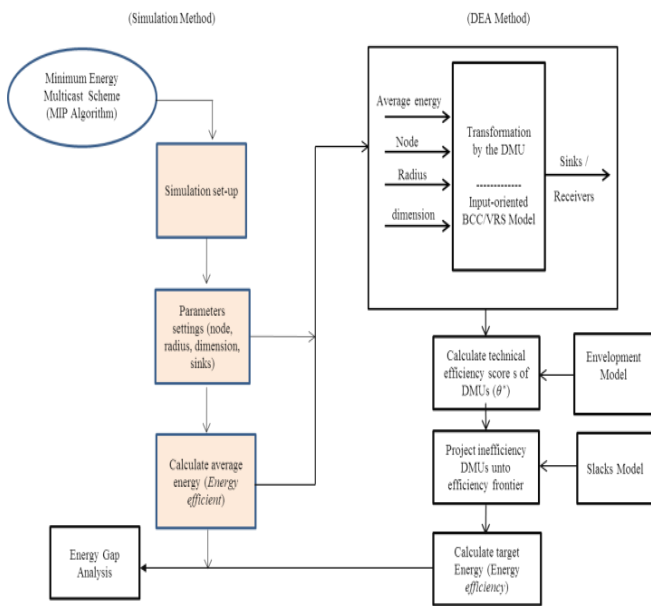 (Simulation Method)
(DEA Method)
Minimum Energy
Multicast Scheme
(MIP Algorithm)
Simulation set-up
Parameters
settings (node,
radius, dimension,
sinks)
Calculate average
energy (Energy
efficient)
Energy Gap
Analysis
Average energy
Node
Radius
dimension
Transformation
by the DMU
-------------
Input-oriented
BCC/VRS Model
Sinks /
Receivers
Calculate technical
efficiency score s of
DMUs (θ*)
Envelopment
Model
Project inefficiency
DMUs unto
efficiency frontier
Slacks Model
Calculate target
Energy (Energy
efficiency)